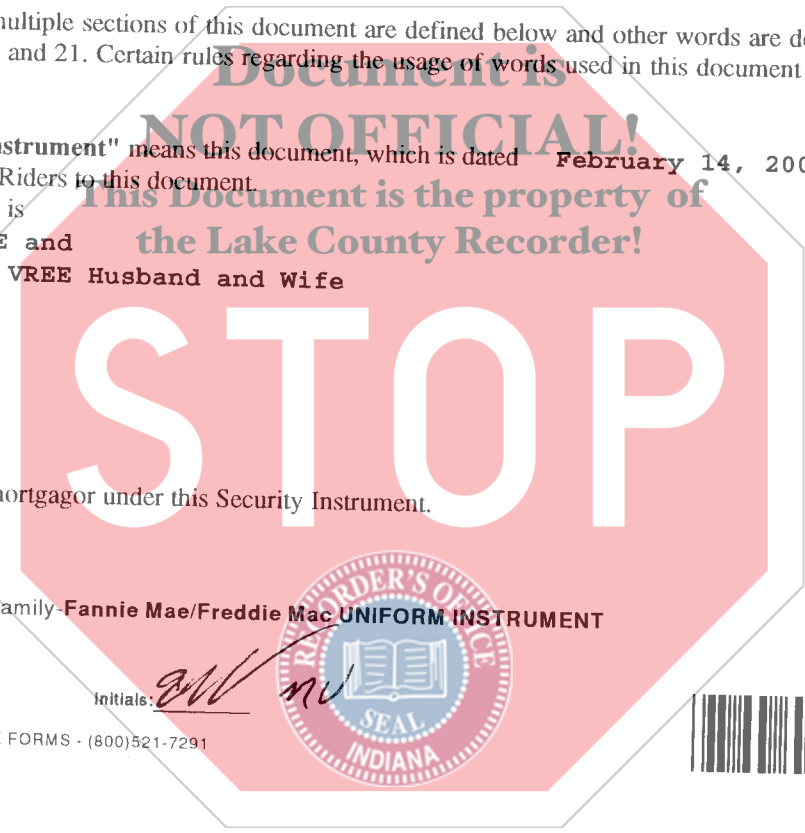 multiple sections of this document are defined below and other words are de
and 21. Certain rules regarding the usage of words used in this document
Document is
NOT OFFICIAL!
strument" means this document, which is dated February 14, 200
Riders to this document.
This Document is the property of
is
the Lake County Recorder!
E and
VREE Husband and Wife
STOP
nortgagor under this Security Instrument.
amily-Fannie Mae/Freddie Mac UNIFORM INSTRUMENT
RECORDER'S OFFICE
Initials:
SEAL
INDIANA
FORMS - (800)521-7291